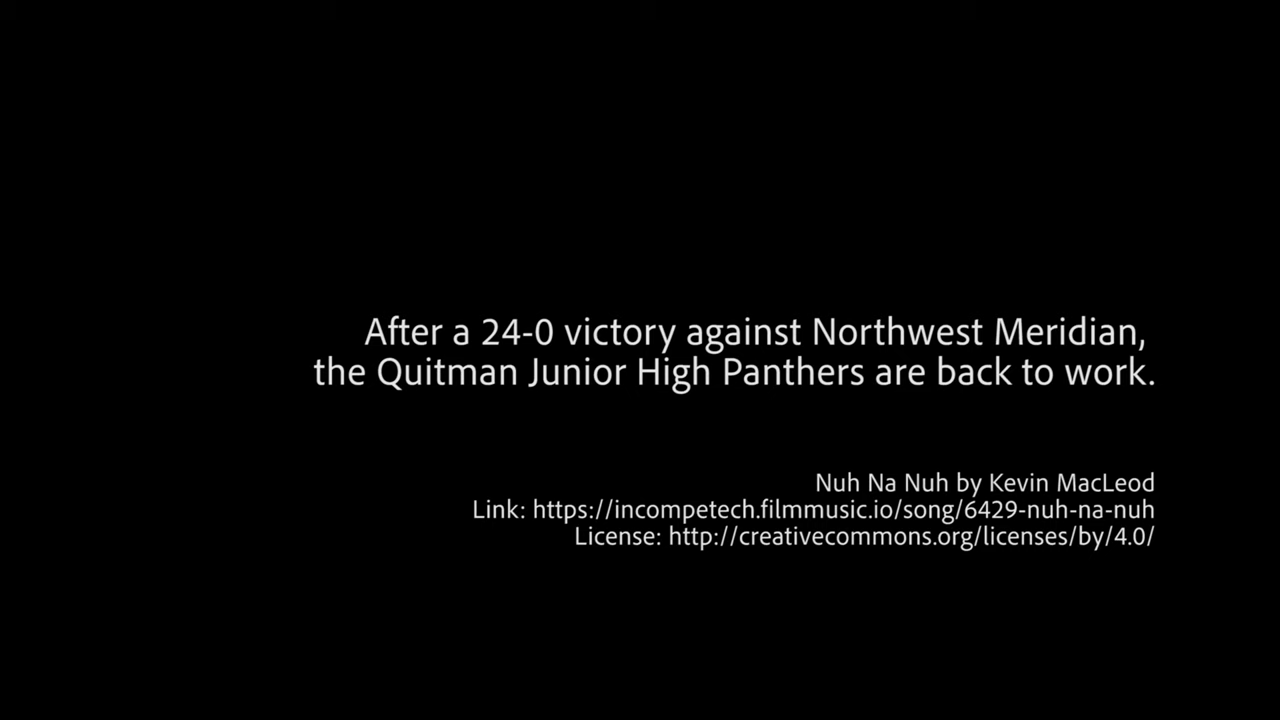 After a 24-0 victory against Northwest Meridian,
the Quitman Junior High Panthers are back to work.
Nuh Na Nuh by Kevin MacLeod
Link: https://incompetech.filmmusic.io/song/6429-nuh-na-nuh
License: http://creativecommons.org/licenses/by/4.0/